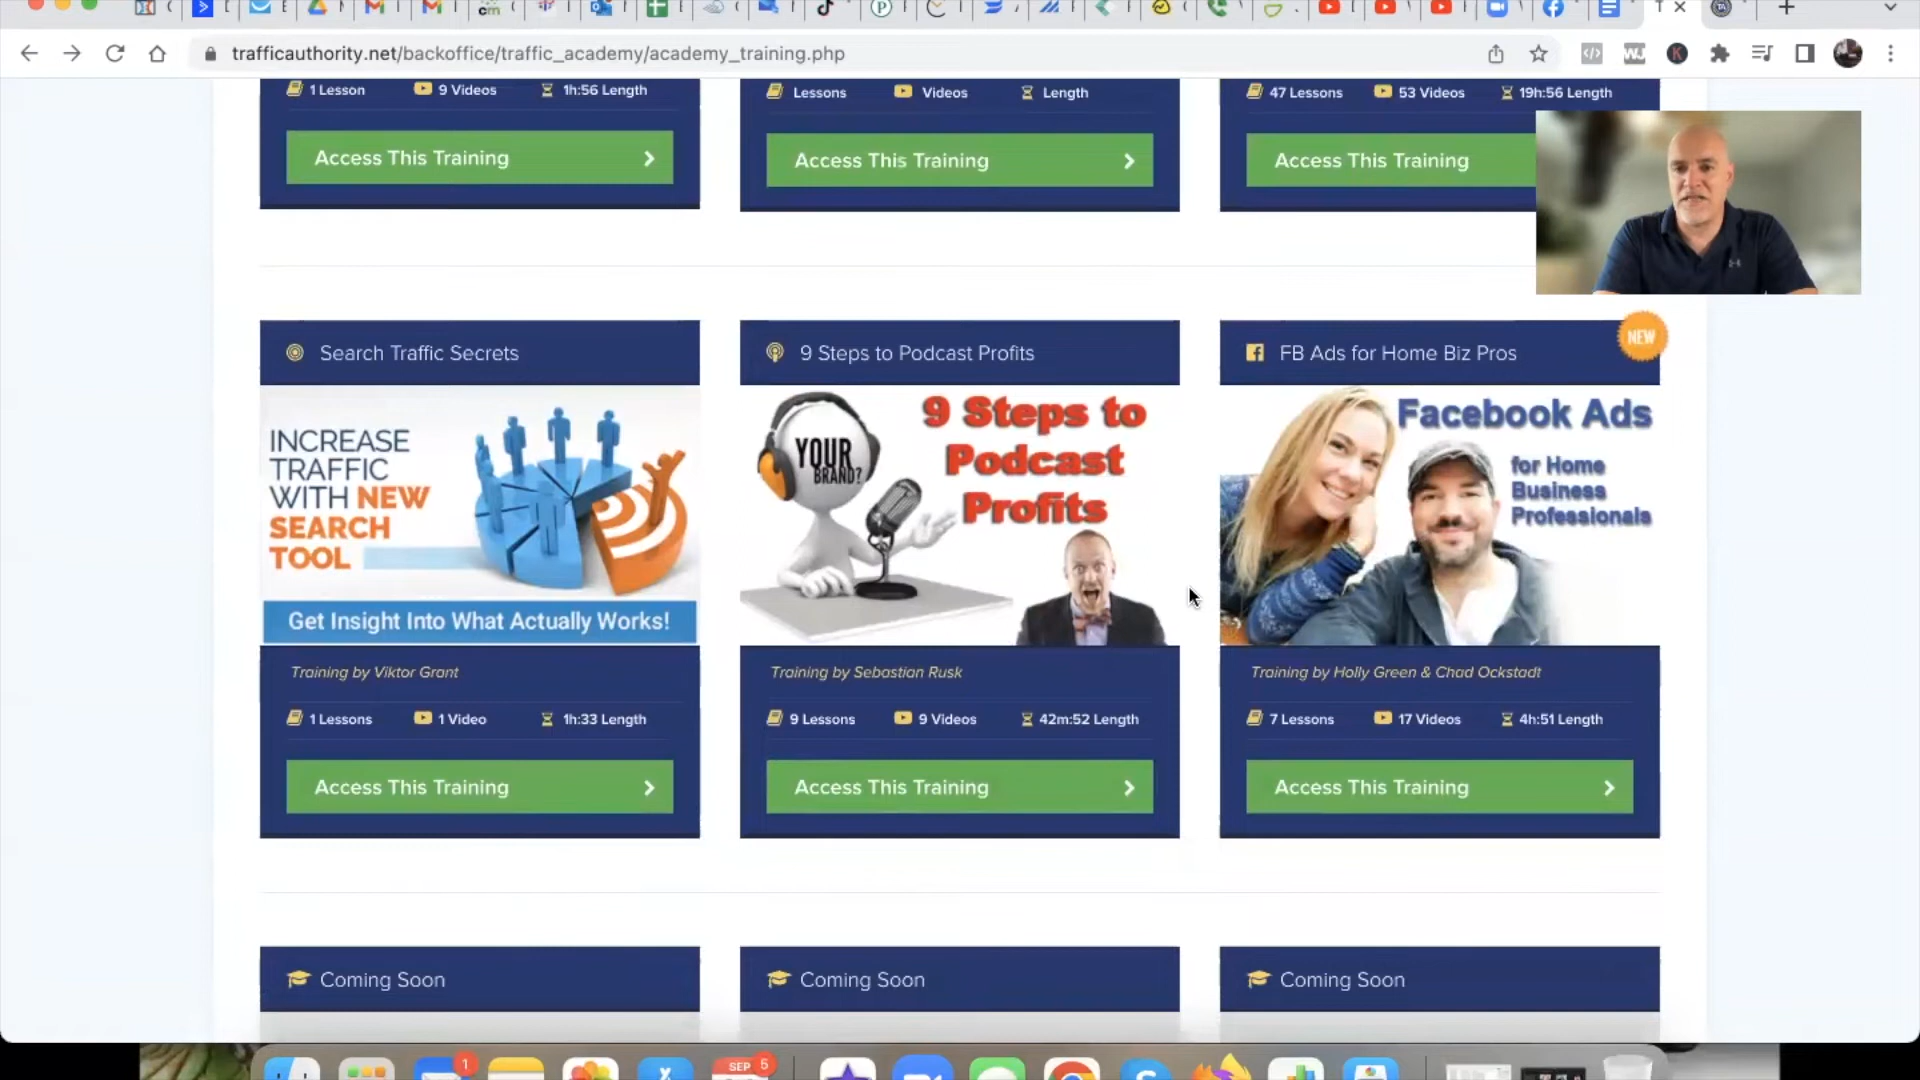 trafficauthority.net/backoffice/traffic_academy/academy_training.php
1 Lesson 9 Videos 1h:56 Length
Lessons Videos Length
47 Lessons 53 Videos 19h:56 Length
Access This Training
Access This Training
Access This Training
Search Traffic Secrets
INCREASE
TRAFFIC
WITH NEW
SEARCH
TOOL
Get Insight Into What Actually Works!
Training by Viktor Grant
1 Lessons 1 Video 1h:33 Length
Access This Training
9 Steps to Podcast Profits
YOUR
BRAND?
9 Steps to
Podcast
Profits
Training by Sebastian Rusk
9 Lessons 9 Videos 42m:52 Length
Access This Training
FB Ads for Home Biz Pros
NEW
Facebook Ads
for Home
Business
Professionals
Training by Holly Green & Chad Ockstadt
7 Lessons 17 Videos 4h:51 Length
Access This Training
Coming Soon
Coming Soon
Coming Soon
1
SEP 5